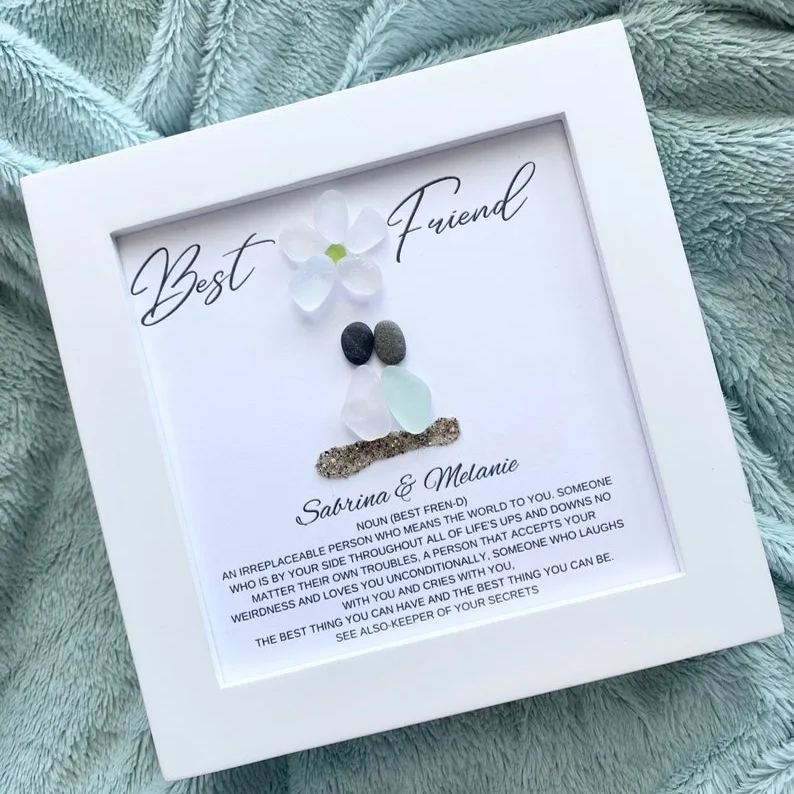 Best Friend
Sabrina & Melanie
NOUN (BEST FREN-D)
AN IRREPLACEABLE PERSON WHO MEANS THE WORLD TO YOU. SOMEONE
WHO IS BY YOUR SIDE THROUGHOUT ALL OF LIFE'S UPS AND DOWNS NO
MATTER THEIR OWN TROUBLES, A PERSON THAT ACCEPTS YOUR
WEIRDNESS AND LOVES YOU UNCONDITIONALLY. SOMEONE WHO LAUGHS
WITH YOU AND CRIES WITH YOU,
THE BEST THING YOU CAN HAVE AND THE BEST THING YOU CAN BE.
SEE ALSO-KEEPER OF YOUR SECRETS